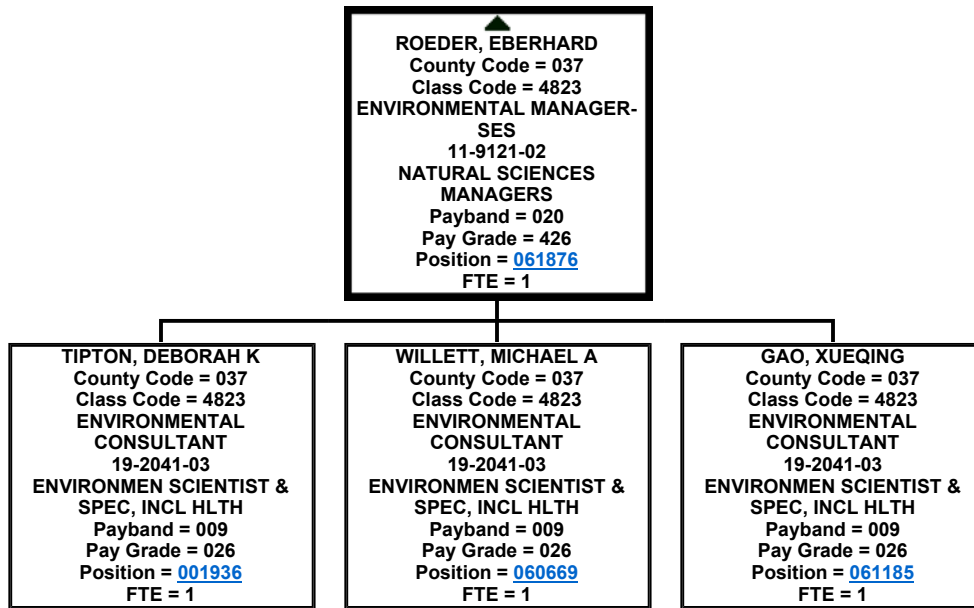 ROEDER, EBERHARD
County Code = 037
Class Code = 4823
ENVIRONMENTAL MANAGER-
SES
11-9121-02
NATURAL SCIENCES
MANAGERS
Payband = 020
Pay Grade = 426
Position = 061876
FTE = 1
TIPTON, DEBORAH K
County Code = 037
Class Code = 4823
ENVIRONMENTAL
CONSULTANT
19-2041-03
ENVIRONMEN SCIENTIST &
SPEC, INCL HLTH
Payband = 009
Pay Grade = 026
Position = 001936
FTE = 1
WILLETT, MICHAEL A
County Code = 037
Class Code = 4823
ENVIRONMENTAL
CONSULTANT
19-2041-03
ENVIRONMEN SCIENTIST &
SPEC, INCL HLTH
Payband = 009
Pay Grade = 026
Position = 060669
FTE = 1
GAO, XUEQING
County Code = 037
Class Code = 4823
ENVIRONMENTAL
CONSULTANT
19-2041-03
ENVIRONMEN SCIENTIST &
SPEC, INCL HLTH
Payband = 009
Pay Grade = 026
Position = 061185
FTE = 1